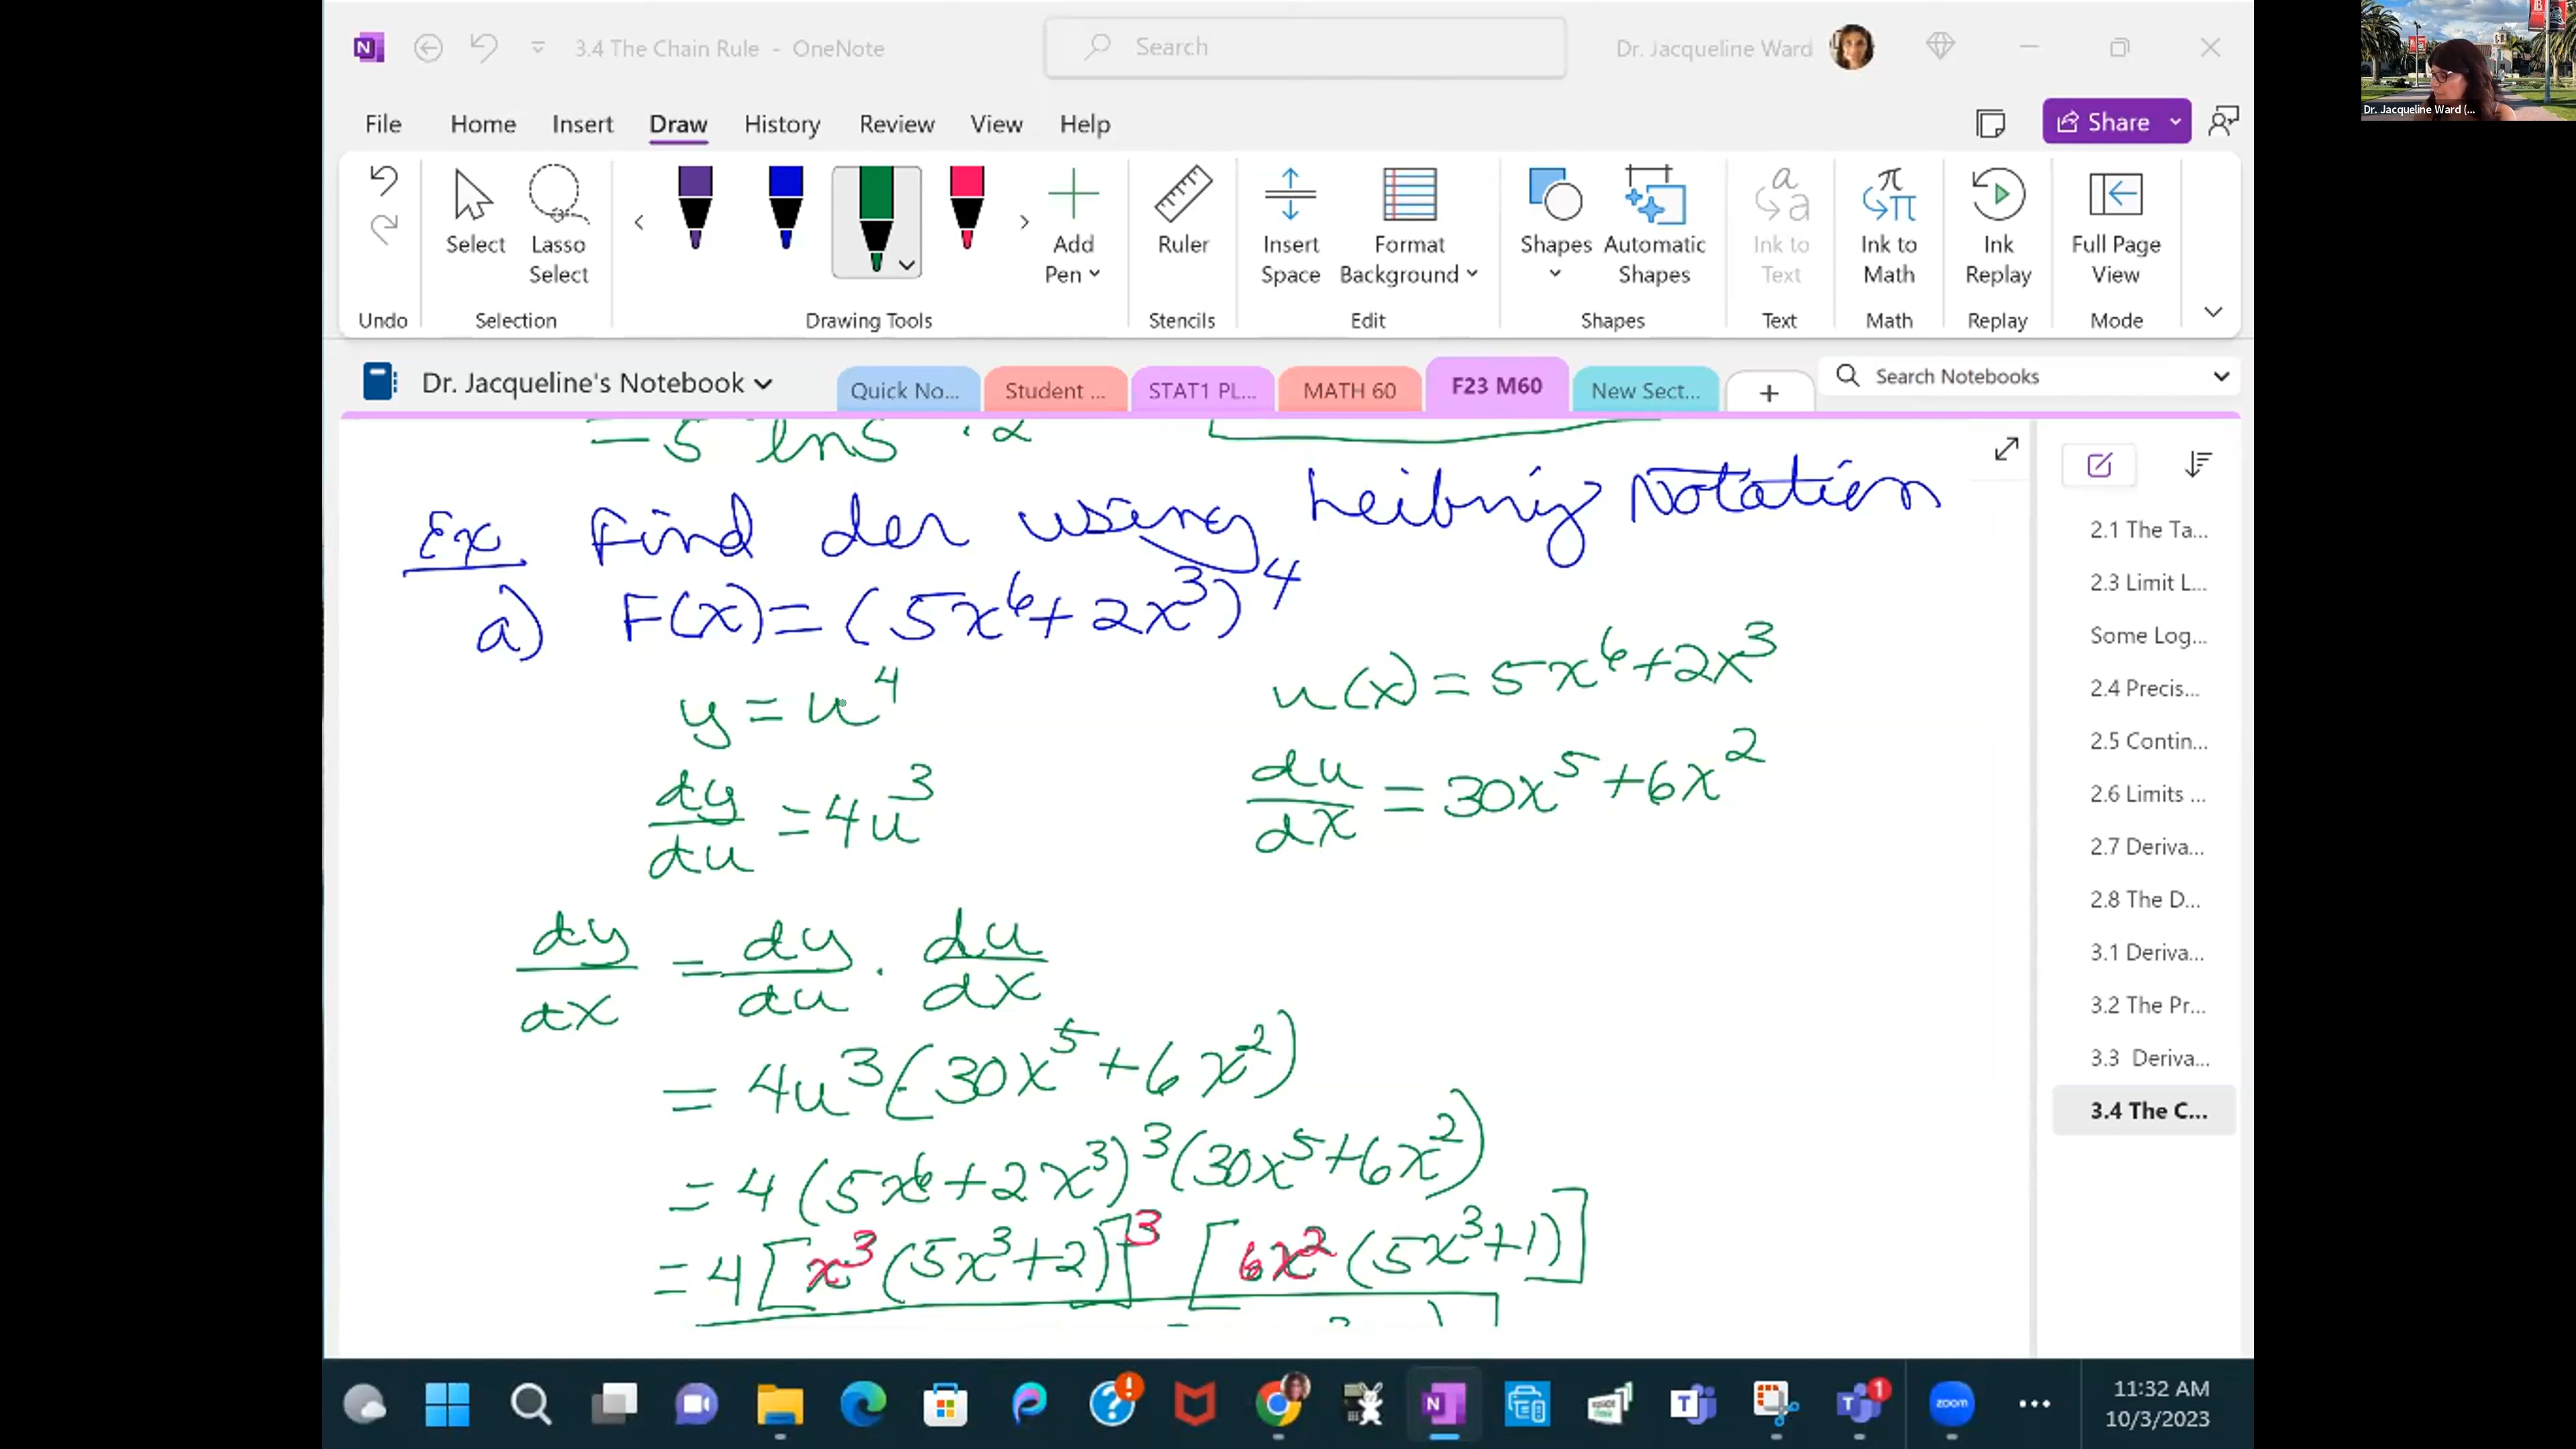 3.4 The Chain Rule - OneNote
Search
Dr. Jacqueline Ward
Dr. Jacqueline Ward (...
File Home Insert Draw History Review View Help
Share
Select
Lasso Select
Add Pen
Ruler
Insert Space
Format Background
Shapes
Automatic Shapes
Ink to Text
Ink to Math
Ink Replay
Full Page View
Undo Selection Drawing Tools Stencils Edit Shapes Text Math Replay Mode
Dr. Jacqueline's Notebook
Quick No... Student ... STAT1 PL... MATH 60 F23 M60 New Sect... +
Search Notebooks
= 5 ln5 · 2
Ex Find der using Leibniz Notation
a) F(x) = (5x⁶+2x³)⁴
y = u⁴
u(x) = 5x⁶+2x³
dy/du = 4u³
du/dx = 30x⁵+6x²
dy/dx = dy/du · du/dx
= 4u³(30x⁵+6x²)
= 4(5x⁶+2x³)³(30x⁵+6x²)
= 4[x³(5x³+2)]³ [6x²(5x³+1)]
2.1 The Ta...
2.3 Limit L...
Some Log...
2.4 Precis...
2.5 Contin...
2.6 Limits ...
2.7 Deriva...
2.8 The D...
3.1 Deriva...
3.2 The Pr...
3.3 Deriva...
3.4 The C...
zoom
11:32 AM
10/3/2023